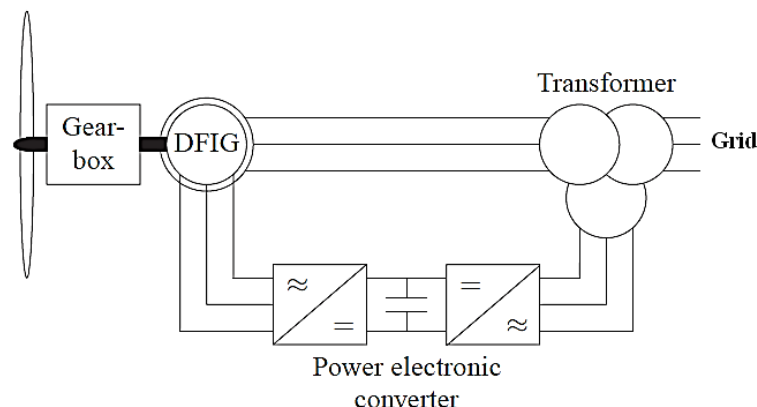 Transformer
Gear-
box
DFIG
Grid
≈
=
=
≈
Power electronic
converter